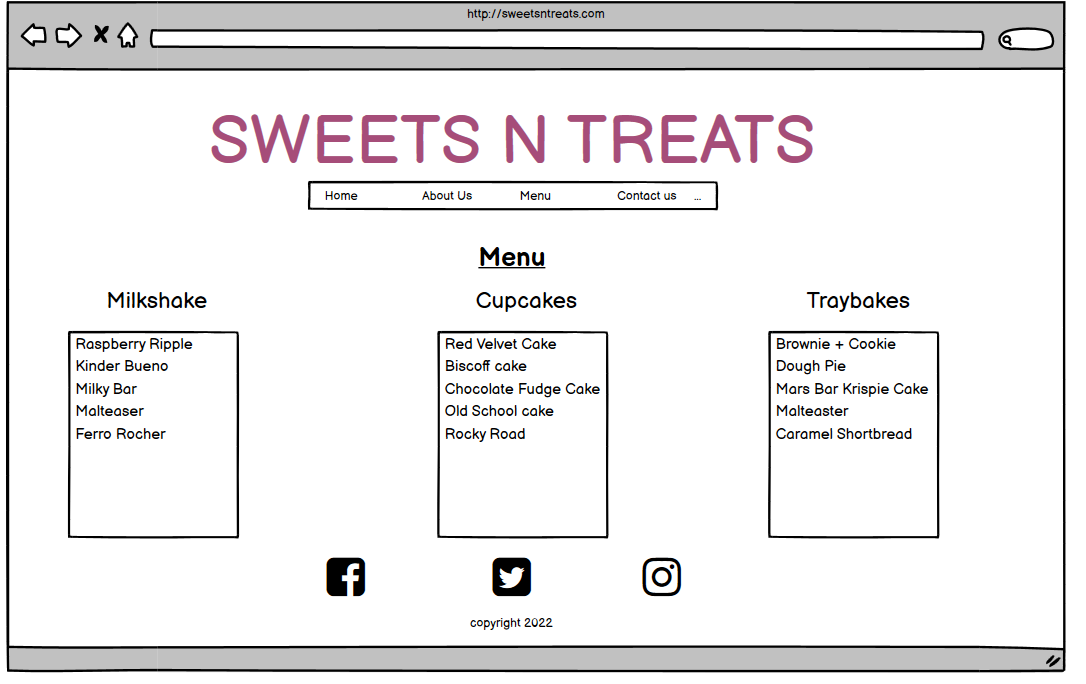 http://sweetsntreats.com
SWEETS N TREATS
Home About Us Menu Contact us ...
Menu
Milkshake Cupcakes Traybakes
Raspberry Ripple Red Velvet Cake Brownie + Cookie
Kinder Bueno Biscoff cake Dough Pie
Milky Bar Chocolate Fudge Cake Mars Bar Krispie Cake
Malteaser Old School cake Malteaster
Ferro Rocher Rocky Road Caramel Shortbread
copyright 2022